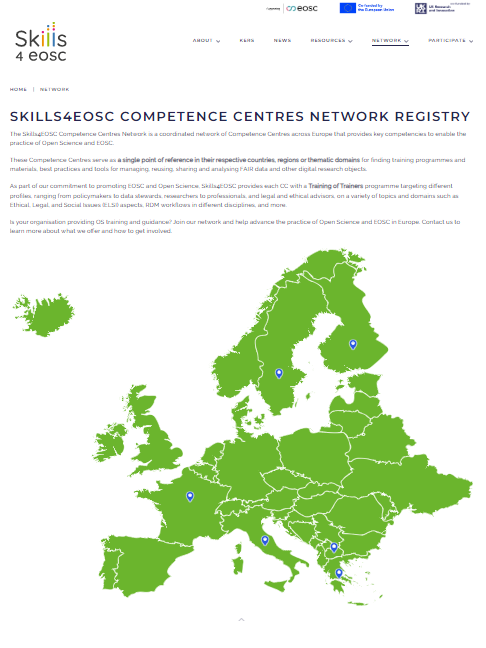 eosc
Co-funded by
the European Union
UK Research
and Innovation
Skills
4 eosc
ABOUT
KERS
NEWS
RESOURCES
NETWORK
PARTICIPATE
HOME | NETWORK
SKILLS4EOSC COMPETENCE CENTRES NETWORK REGISTRY
The Skills4EOSC Competence Centres Network is a coordinated network of Competence Centres across Europe that provides key competencies to enable the
practice of Open Science and EOSC.
These Competence Centres serve as a single point of reference in their respective countries, regions or thematic domains for finding training programmes and
materials, best practices and tools for managing, reusing, sharing and analysing FAIR data and other digital research objects.
As part of our commitment to promoting EOSC and Open Science, Skills4EOSC provides each CC with a Training of Trainers programme targeting different
profiles, ranging from policymakers to data stewards, researchers to professionals, and legal and ethical advisors, on a variety of topics and domains such as
Ethical, Legal, and Social Issues (ELSI) aspects, RDM workflows in different disciplines, and more.
Is your organisation providing OS training and guidance? Join our network and help advance the practice of Open Science and EOSC in Europe. Contact us to
learn more about what we offer and how to get involved.